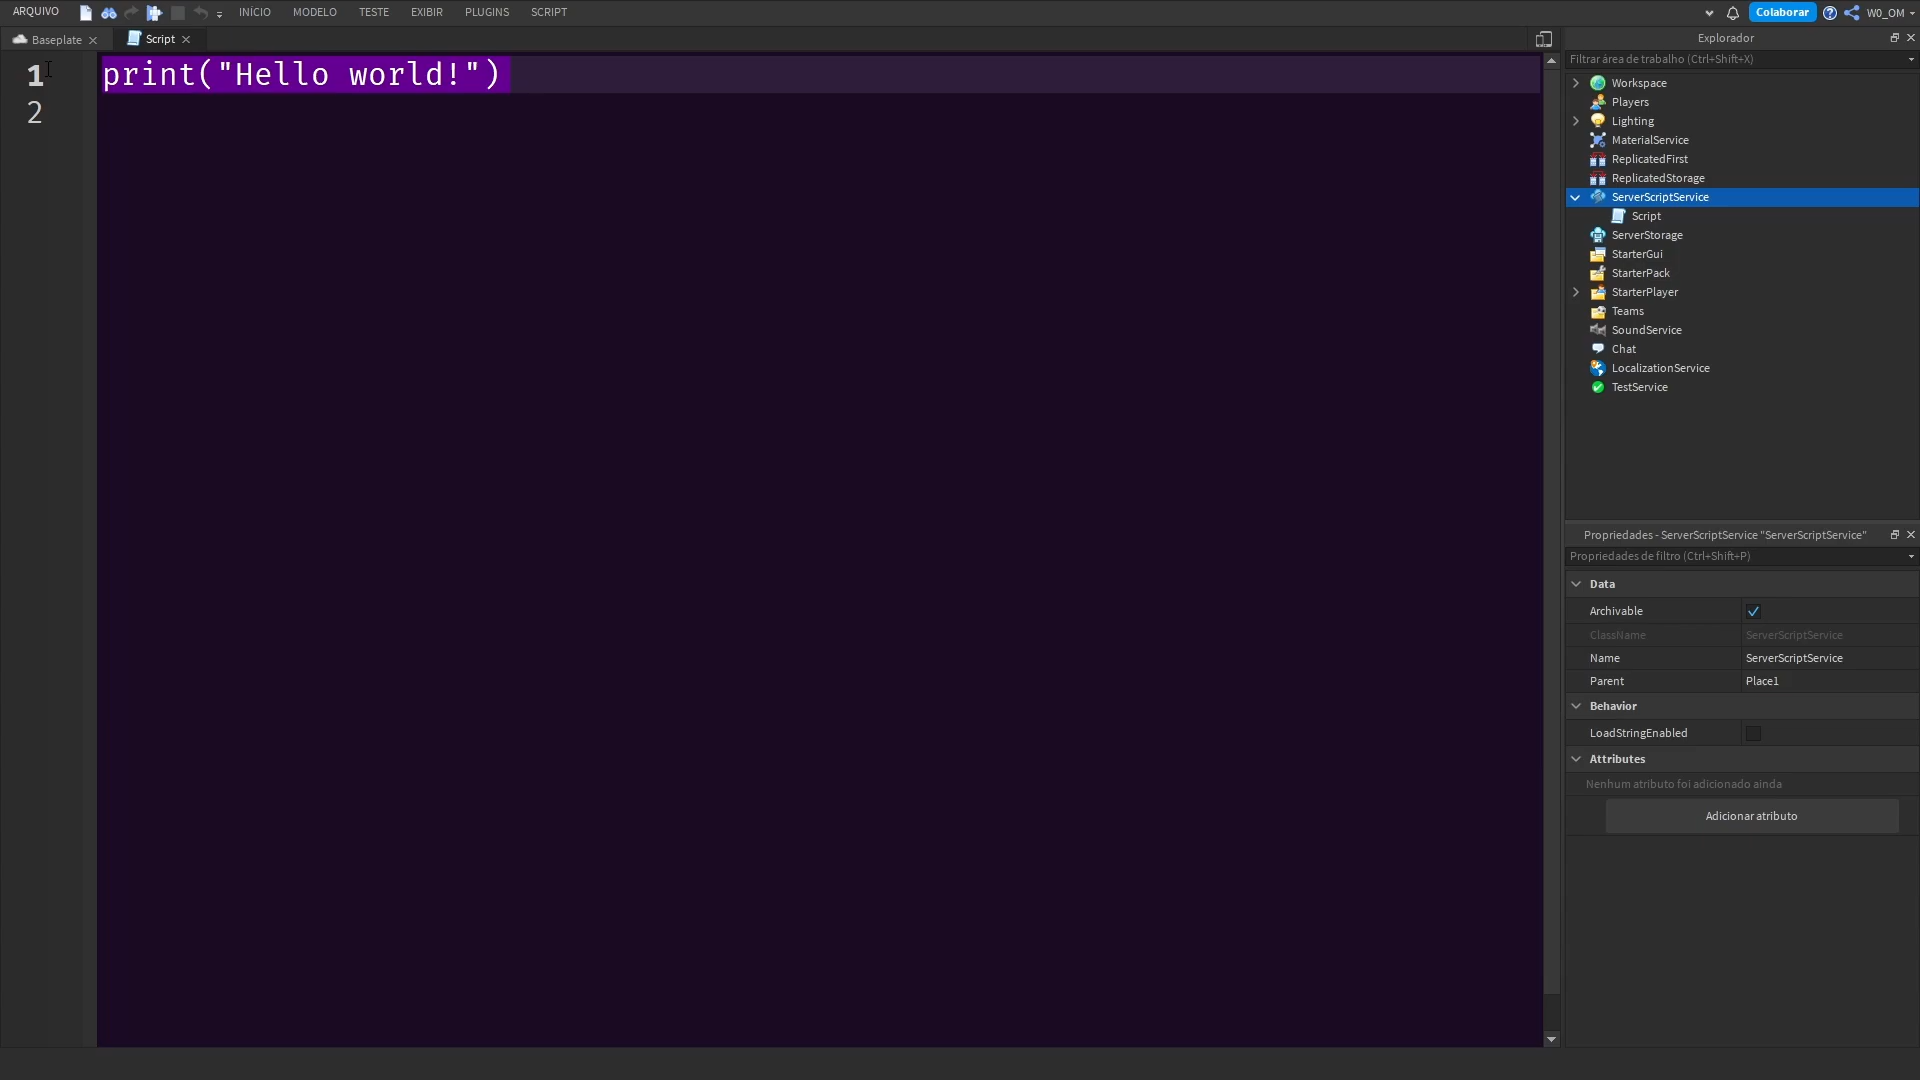 ARQUIVO INÍCIO MODELO TESTE EXIBIR PLUGINS SCRIPT Colaborar W0_OM
Baseplate Script
1 print("Hello world!")
2
Explorador
Filtrar área de trabalho (Ctrl+Shift+X)
Workspace
Players
Lighting
MaterialService
ReplicatedFirst
ReplicatedStorage
ServerScriptService
Script
ServerStorage
StarterGui
StarterPack
StarterPlayer
Teams
SoundService
Chat
LocalizationService
TestService
Propriedades - ServerScriptService "ServerScriptService"
Propriedades de filtro (Ctrl+Shift+P)
Data
Archivable
ClassName ServerScriptService
Name ServerScriptService
Parent Place1
Behavior
LoadStringEnabled
Attributes
Nenhum atributo foi adicionado ainda
Adicionar atributo